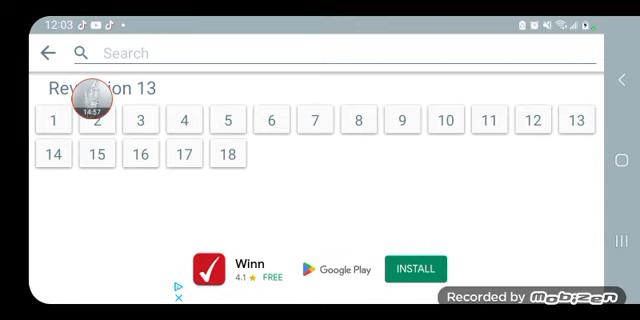 12:03
Search
Rev ion 13
14:57
1 2 3 4 5 6 7 8 9 10 11 12 13
14 15 16 17 18
Winn
4.1 ★ FREE
Google Play
INSTALL
Recorded by MOBIZEN